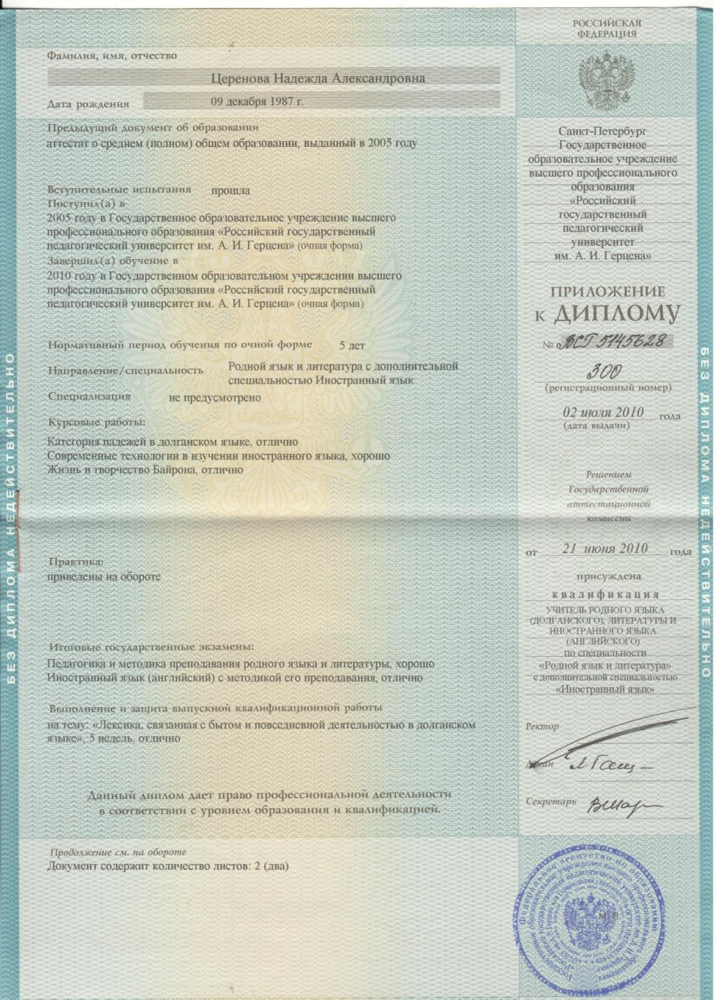 РОССИЙСКАЯ
ФЕДЕРАЦИЯ
Фамилия, имя, отчество
Церенова Надежда Александровна
Дата рождения 09 декабря 1987 г.
Предыдущий документ об образовании
аттестат о среднем (полном) общем образовании, выданный в 2005 году
Вступительные испытания прошла
Поступил(а) в
2005 году в Государственное образовательное учреждение высшего
профессионального образования «Российский государственный
педагогический университет им. А. И. Герцена» (очная форма)
Завершил(а) обучение в
2010 году в Государственном образовательном учреждении высшего
профессионального образования «Российский государственный
педагогический университет им. А. И. Герцена» (очная форма)
Нормативный период обучения по очной форме 5 лет
Направление/специальность Родной язык и литература с дополнительной
специальностью Иностранный язык
Специализация не предусмотрено
Курсовые работы:
Категория падежей в долганском языке, отлично
Современные технологии в изучении иностранного языка, хорошо
Жизнь и творчество Байрона, отлично
Практика:
приведены на обороте
Итоговые государственные экзамены:
Педагогика и методика преподавания родного языка и литературы, хорошо
Иностранный язык (английский) с методикой его преподавания, отлично
Выполнение и защита выпускной квалификационной работы
на тему: «Лексика, связанная с бытом и повседневной деятельностью в долганском
языке», 5 недель, отлично
Данный диплом дает право профессиональной деятельности
в соответствии с уровнем образования и квалификацией.
Продолжение см. на обороте
Документ содержит количество листов: 2 (два)
Санкт-Петербург
Государственное
образовательное учреждение
высшего профессионального
образования
«Российский
государственный
педагогический
университет
им. А. И. Герцена»
ПРИЛОЖЕНИЕ
К ДИПЛОМУ
№ ВСГ 5145628
300
(регистрационный номер)
02 июля 2010 года
(дата выдачи)
Решением
Государственной
аттестационной
комиссии
от 21 июня 2010 года
присуждена
квалификация
УЧИТЕЛЬ РОДНОГО ЯЗЫКА
(ДОЛГАНСКОГО), ЛИТЕРАТУРЫ И
ИНОСТРАННОГО ЯЗЫКА
(АНГЛИЙСКОГО)
по специальности
«Родной язык и литература»
с дополнительной специальностью
«Иностранный язык»
Ректор
Декан
Секретарь
М.П.
Федеральное агентство по образованию
БЕЗ ДИПЛОМА НЕДЕЙСТВИТЕЛЬНО
БЕЗ ДИПЛОМА НЕДЕЙСТВИТЕЛЬНО